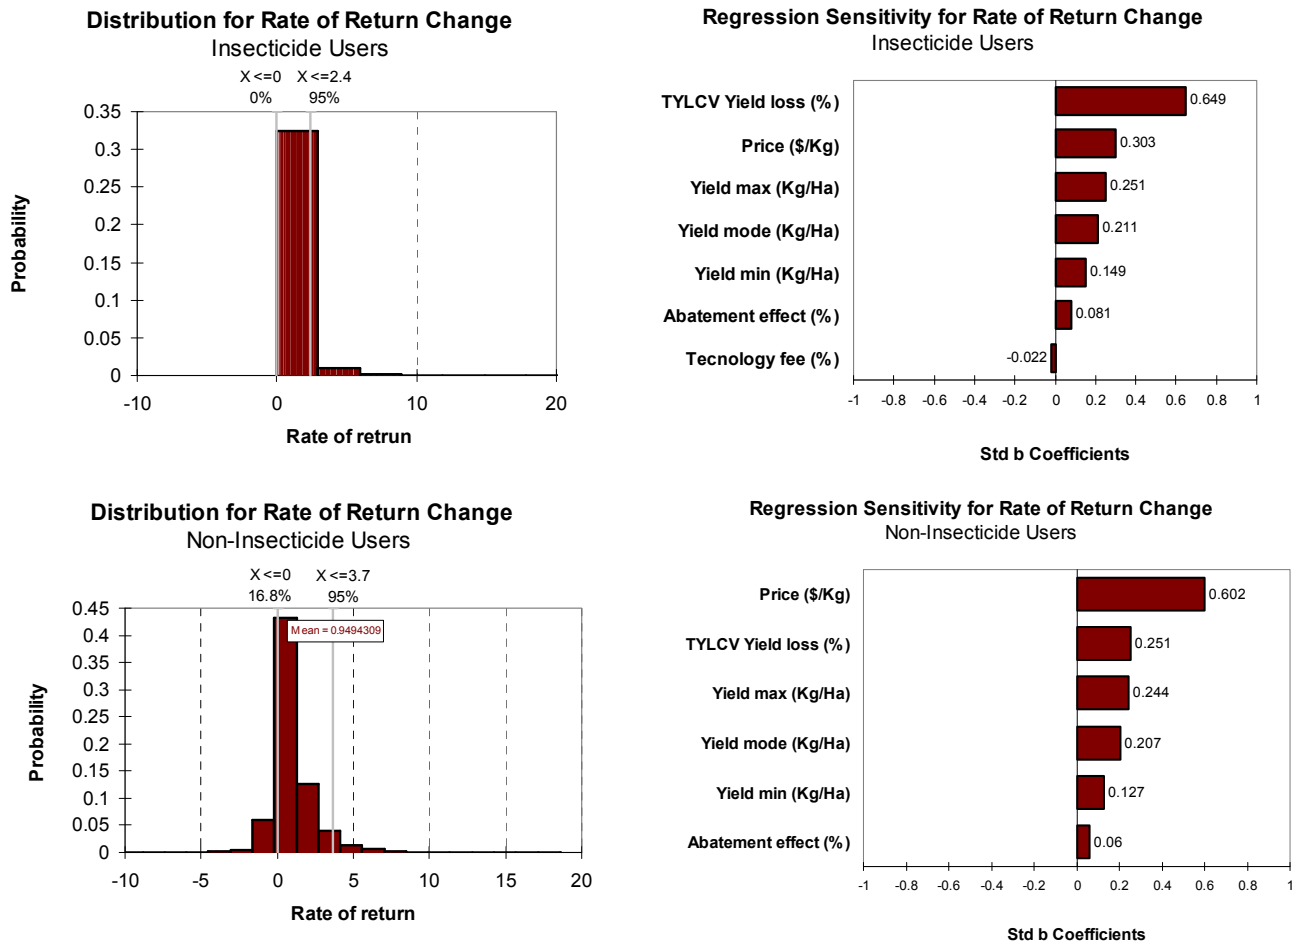 Distribution for Rate of Return Change
Insecticide Users
X <=0 X <=2.4
0% 95%
0.35
0.3
0.25
0.2
0.15
0.1
0.05
0
Probability
-10 0 10 20
Rate of retrun
Regression Sensitivity for Rate of Return Change
Insecticide Users
TYLCV Yield loss (%) 0.649
Price ($/Kg) 0.303
Yield max (Kg/Ha) 0.251
Yield mode (Kg/Ha) 0.211
Yield min (Kg/Ha) 0.149
Abatement effect (%) 0.081
Tecnology fee (%) -0.022
-1 -0.8 -0.6 -0.4 -0.2 0 0.2 0.4 0.6 0.8 1
Std b Coefficients
Distribution for Rate of Return Change
Non-Insecticide Users
X <=0 X <=3.7
16.8% 95%
0.45
0.4
0.35
0.3
0.25
0.2
0.15
0.1
0.05
0
Mean = 0.9494309
Probability
-10 -5 0 5 10 15 20
Rate of return
Regression Sensitivity for Rate of Return Change
Non-Insecticide Users
Price ($/Kg) 0.602
TYLCV Yield loss (%) 0.251
Yield max (Kg/Ha) 0.244
Yield mode (Kg/Ha) 0.207
Yield min (Kg/Ha) 0.127
Abatement effect (%) 0.06
-1 -0.8 -0.6 -0.4 -0.2 0 0.2 0.4 0.6 0.8 1
Std b Coefficients